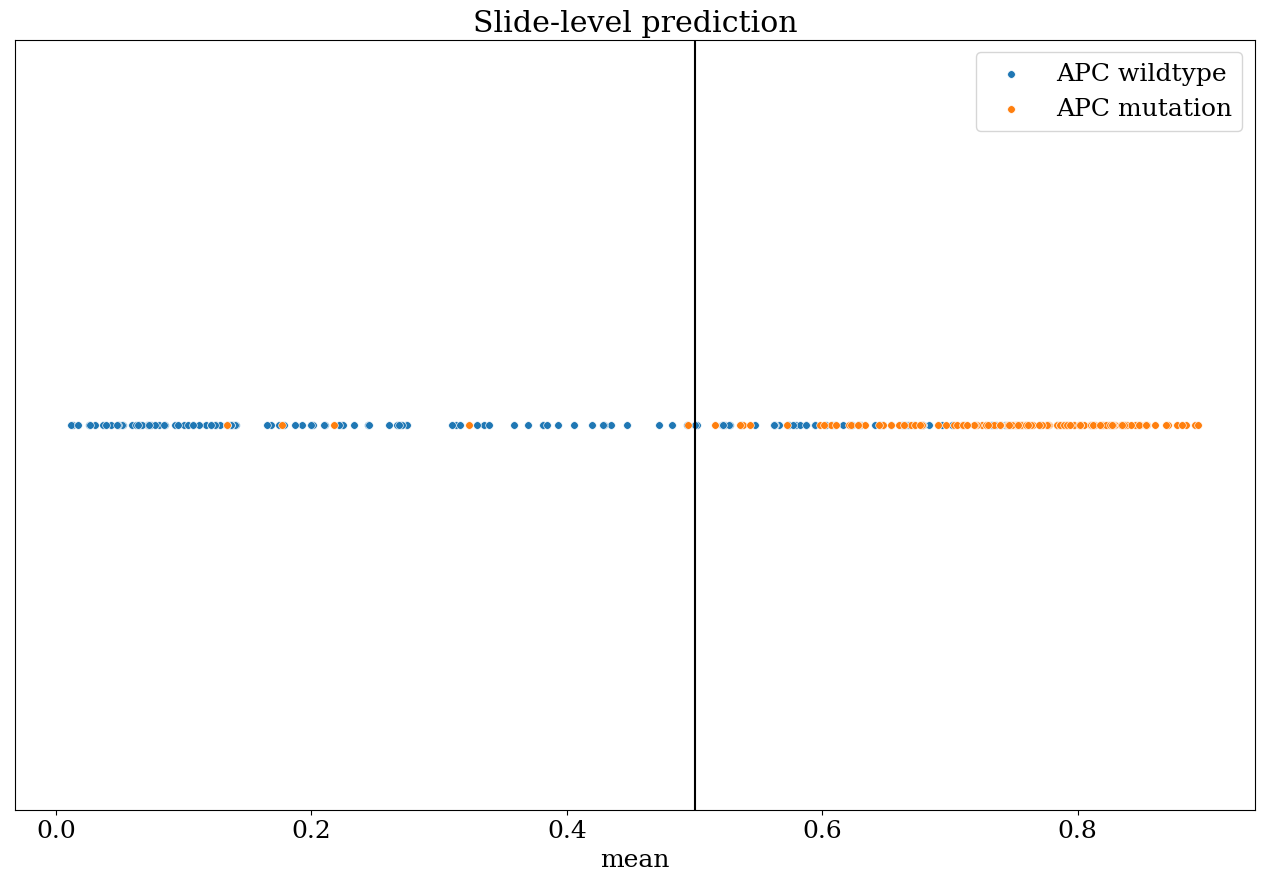 Slide-level prediction
APC wildtype
APC mutation
0.0 0.2 0.4 0.6 0.8
mean